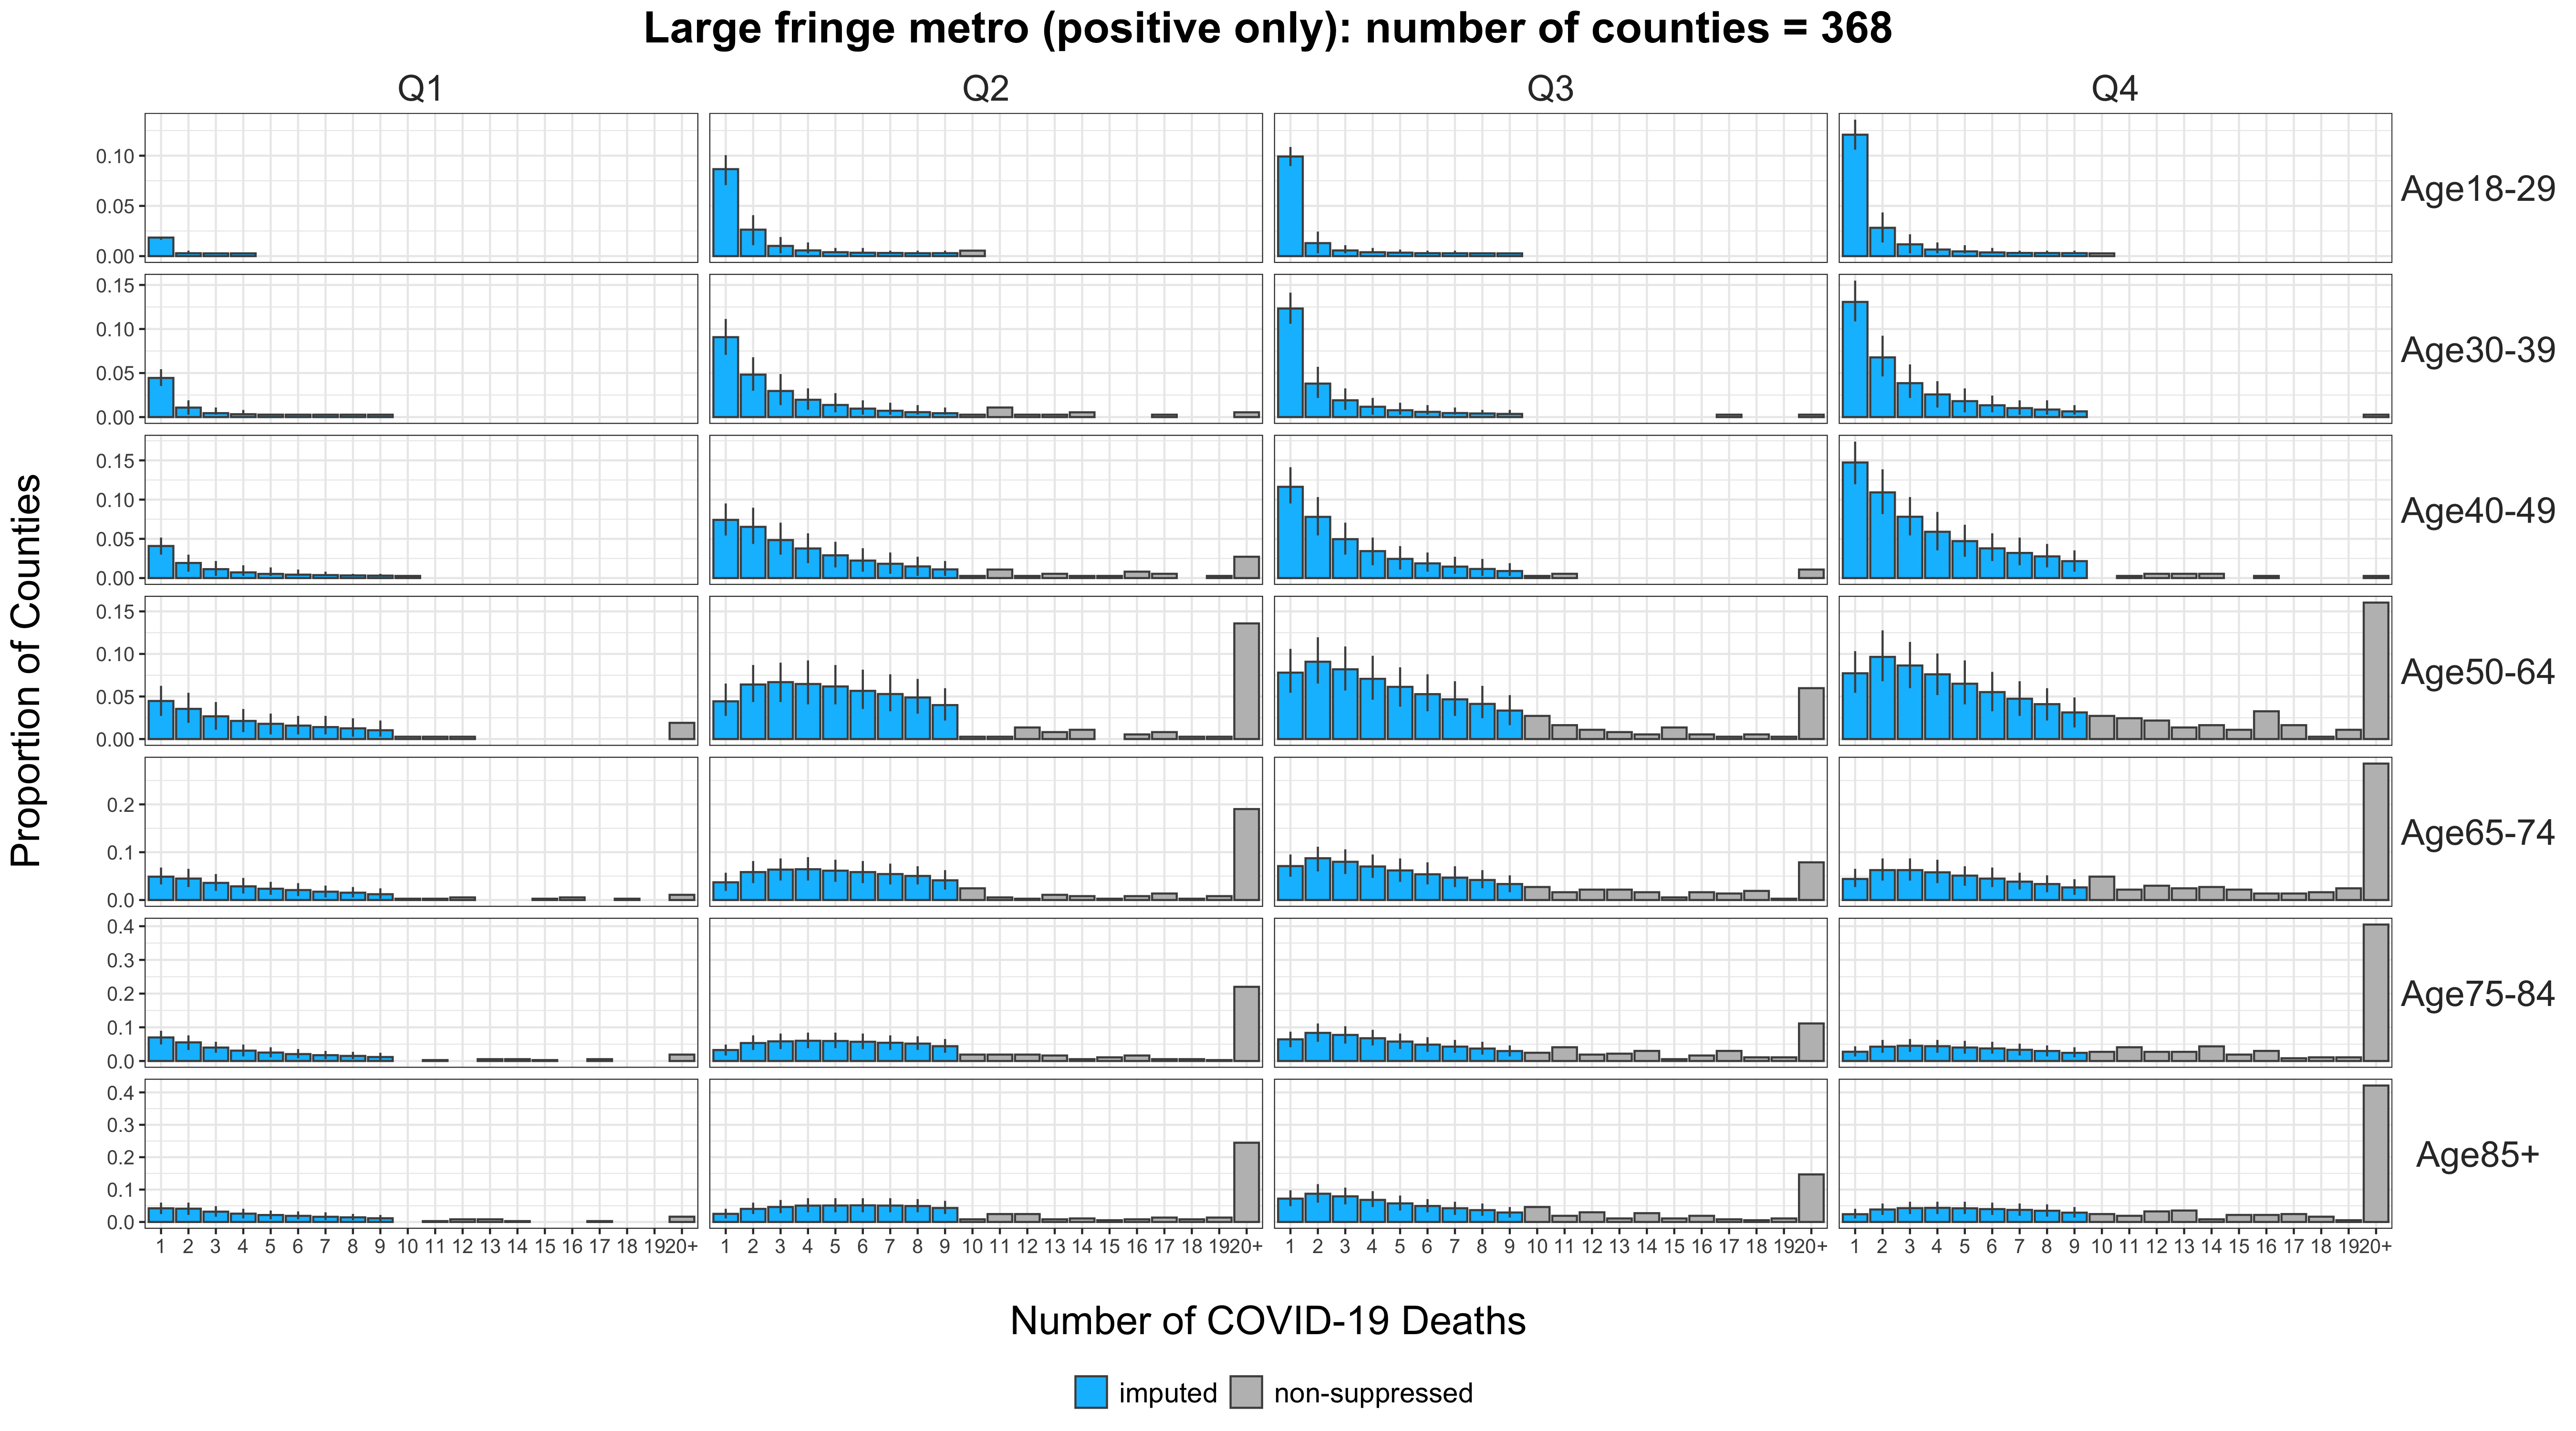 Large fringe metro (positive only): number of counties = 368
Q1 Q2 Q3 Q4
0.10
0.05
0.00
Age18-29
0.15
0.10
0.05
0.00
Age30-39
0.15
0.10
0.05
0.00
Age40-49
Proportion of Counties
0.15
0.10
0.05
0.00
Age50-64
0.2
0.1
0.0
Age65-74
0.4
0.3
0.2
0.1
0.0
Age75-84
0.4
0.3
0.2
0.1
0.0
Age85+
1 2 3 4 5 6 7 8 9 10 11 12 13 14 15 16 17 18 19 20+ 1 2 3 4 5 6 7 8 9 10 11 12 13 14 15 16 17 18 19 20+ 1 2 3 4 5 6 7 8 9 10 11 12 13 14 15 16 17 18 19 20+ 1 2 3 4 5 6 7 8 9 10 11 12 13 14 15 16 17 18 19 20+
Number of COVID-19 Deaths
imputed non-suppressed